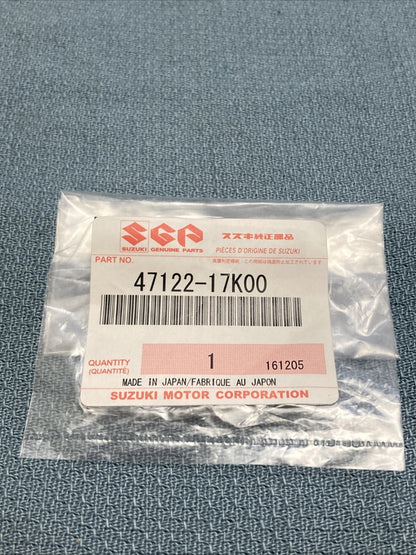 SGP スズキ純正部品
SUZUKI GENUINE PARTS PIÈCES D'ORIGINE DE SUZUKI
PART NO.
47122-17K00
QUANTITY
(QUANTITÉ) 1 161205
MADE IN JAPAN/FABRIQUE AU JAPON
SUZUKI MOTOR CORPORATION